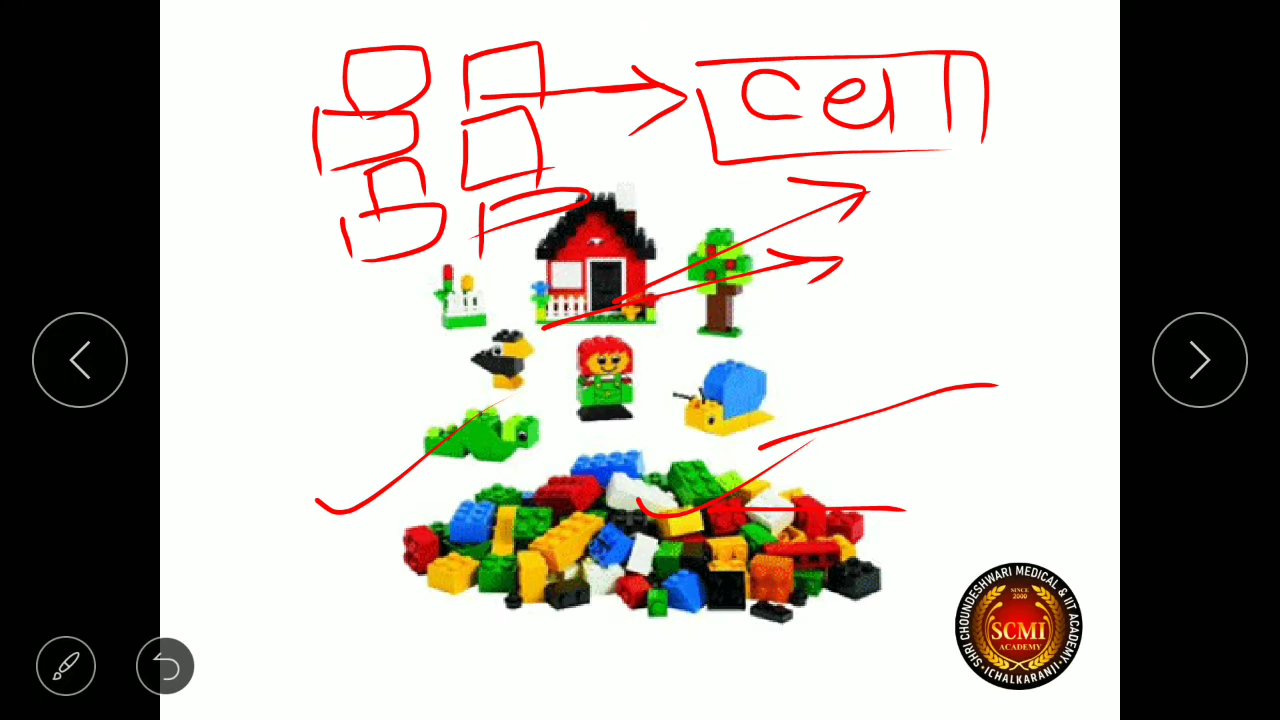 cell
SINCE
2000
SCMI
ACADEMY
SHRI CHOUNDESHWARI MEDICAL & IIT ACADEMY
• ICHALKARANJI •